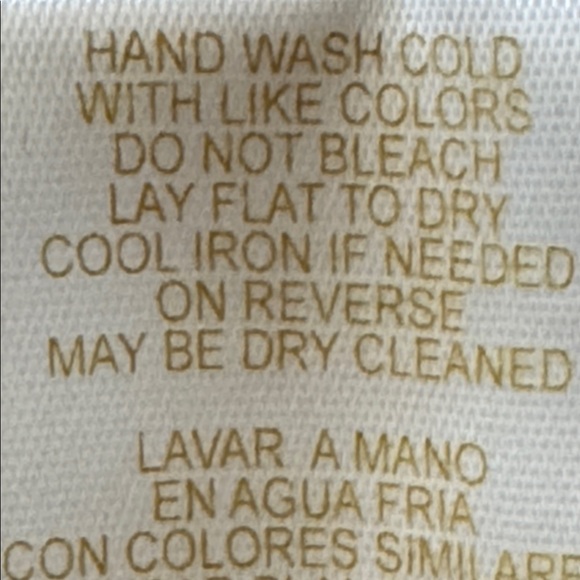 HAND WASH COLD
WITH LIKE COLORS
DO NOT BLEACH
LAY FLAT TO DRY
COOL IRON IF NEEDED
ON REVERSE
MAY BE DRY CLEANED
LAVAR A MANO
EN AGUA FRIA
CON COLORES